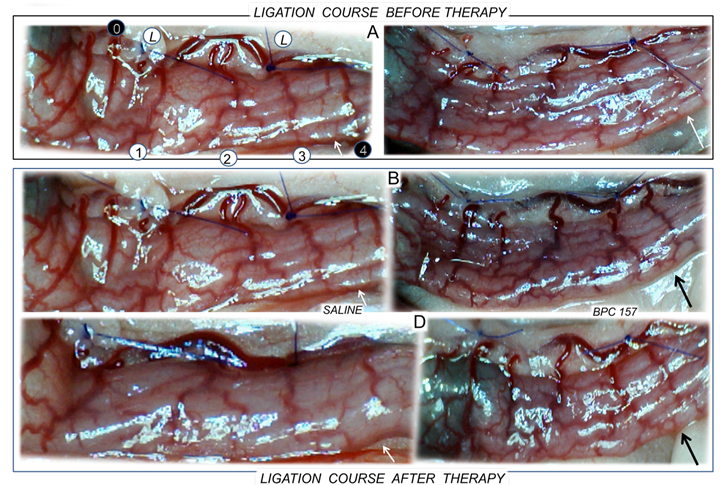 LIGATION COURSE BEFORE THERAPY
0
L
L
A
1
2
3
4
B
SALINE
BPC 157
D
LIGATION COURSE AFTER THERAPY